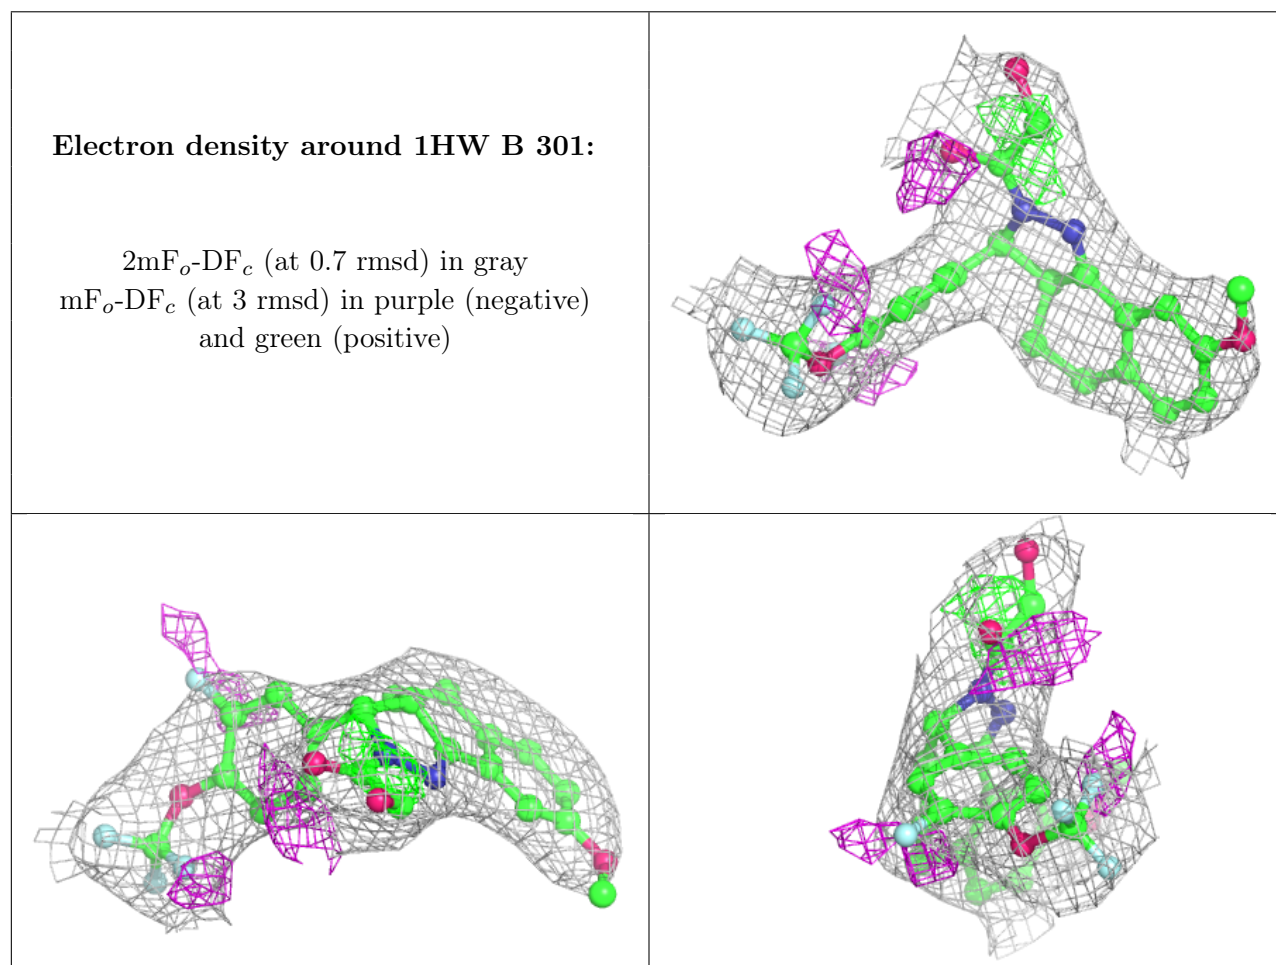 Electron density around 1HW B 301:
2mFo-DFc (at 0.7 rmsd) in gray
mFo-DFc (at 3 rmsd) in purple (negative)
and green (positive)